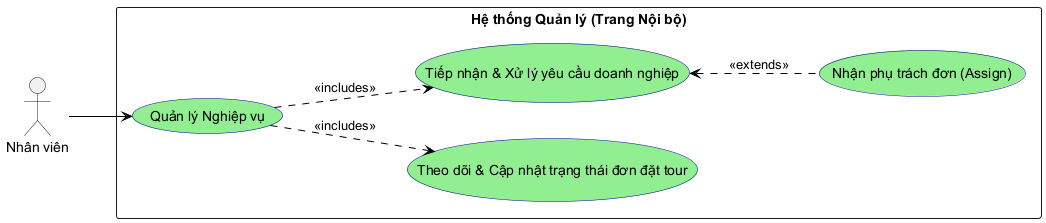 Hệ thống Quản lý (Trang Nội bộ)
Tiếp nhận & Xử lý yêu cầu doanh nghiệp
«extends»
Nhận phụ trách đơn (Assign)
«includes»
Quản lý Nghiệp vụ
«includes»
Nhân viên
Theo dõi & Cập nhật trạng thái đơn đặt tour